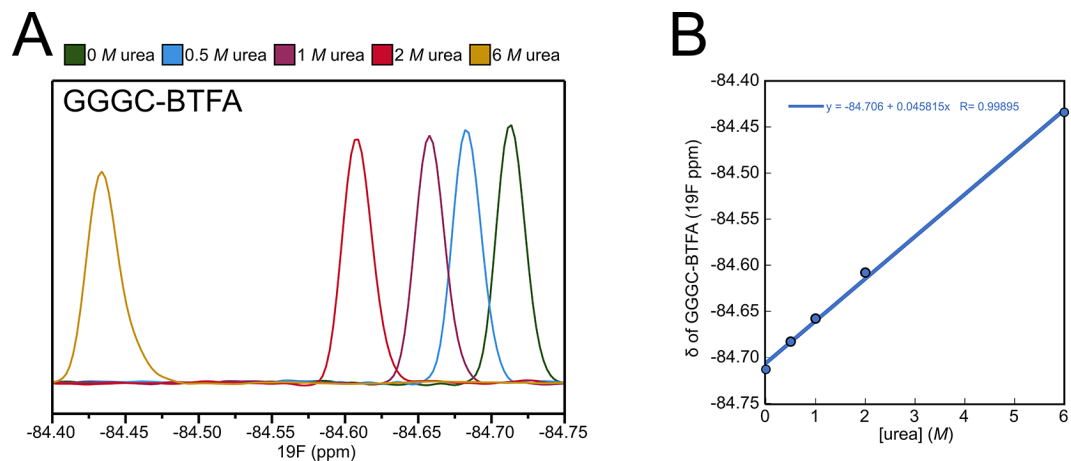 A
0 M urea 0.5 M urea 1 M urea 2 M urea 6 M urea
GGGC-BTFA
-84.40 -84.45 -84.50 -84.55 -84.60 -84.65 -84.70 -84.75
19F (ppm)
B
-84.40
-84.45
-84.50
-84.55
-84.60
-84.65
-84.70
-84.75
y = -84.706 + 0.045815x R= 0.99895
δ of GGGC-BTFA (19F ppm)
0 1 2 3 4 5 6
[urea] (M)